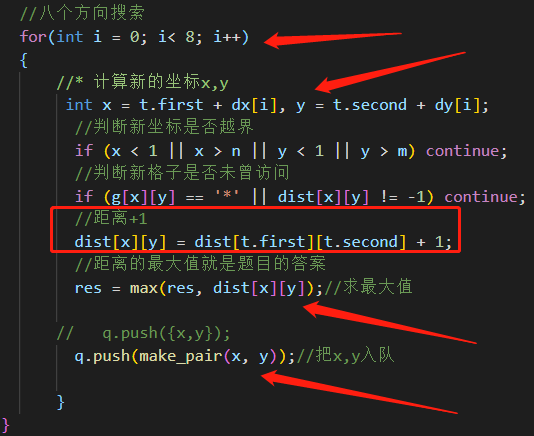 //八个方向搜索
for(int i = 0; i< 8; i++)
{
//* 计算新的坐标x,y
int x = t.first + dx[i], y = t.second + dy[i];
//判断新坐标是否越界
if (x < 1 || x > n || y < 1 || y > m) continue;
//判断新格子是否未曾访问
if (g[x][y] == '*' || dist[x][y] != -1) continue;
//距离+1
dist[x][y] = dist[t.first][t.second] + 1;
//距离的最大值就是题目的答案
res = max(res, dist[x][y]);//求最大值
//   q.push({x,y});
q.push(make_pair(x, y));//把x,y入队
}
}